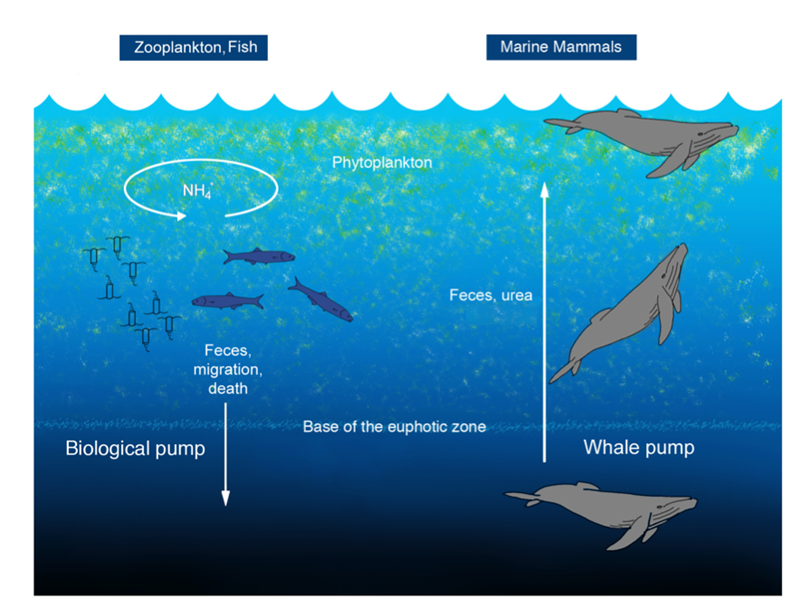 Zooplankton, Fish
Marine Mammals
Phytoplankton
NH4+
Feces, urea
Feces,
migration,
death
Base of the euphotic zone
Biological pump
Whale pump